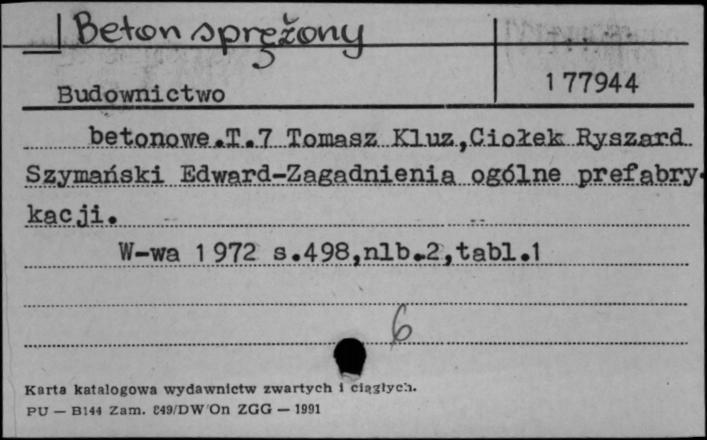 Beton sprężony
177944
Budownictwo
betonowe.T.7 Tomasz Kluz,Ciołek Ryszard
Szymański Edward-Zagadnienia ogólne prefabry-
kacji.
W-wa 1972 s.498,nlb.2,tabl.1
6
Karta katalogowa wydawnictw zwartych i ciągłych.
PU — B144 Zam. 849/DW/On ZGG — 1991